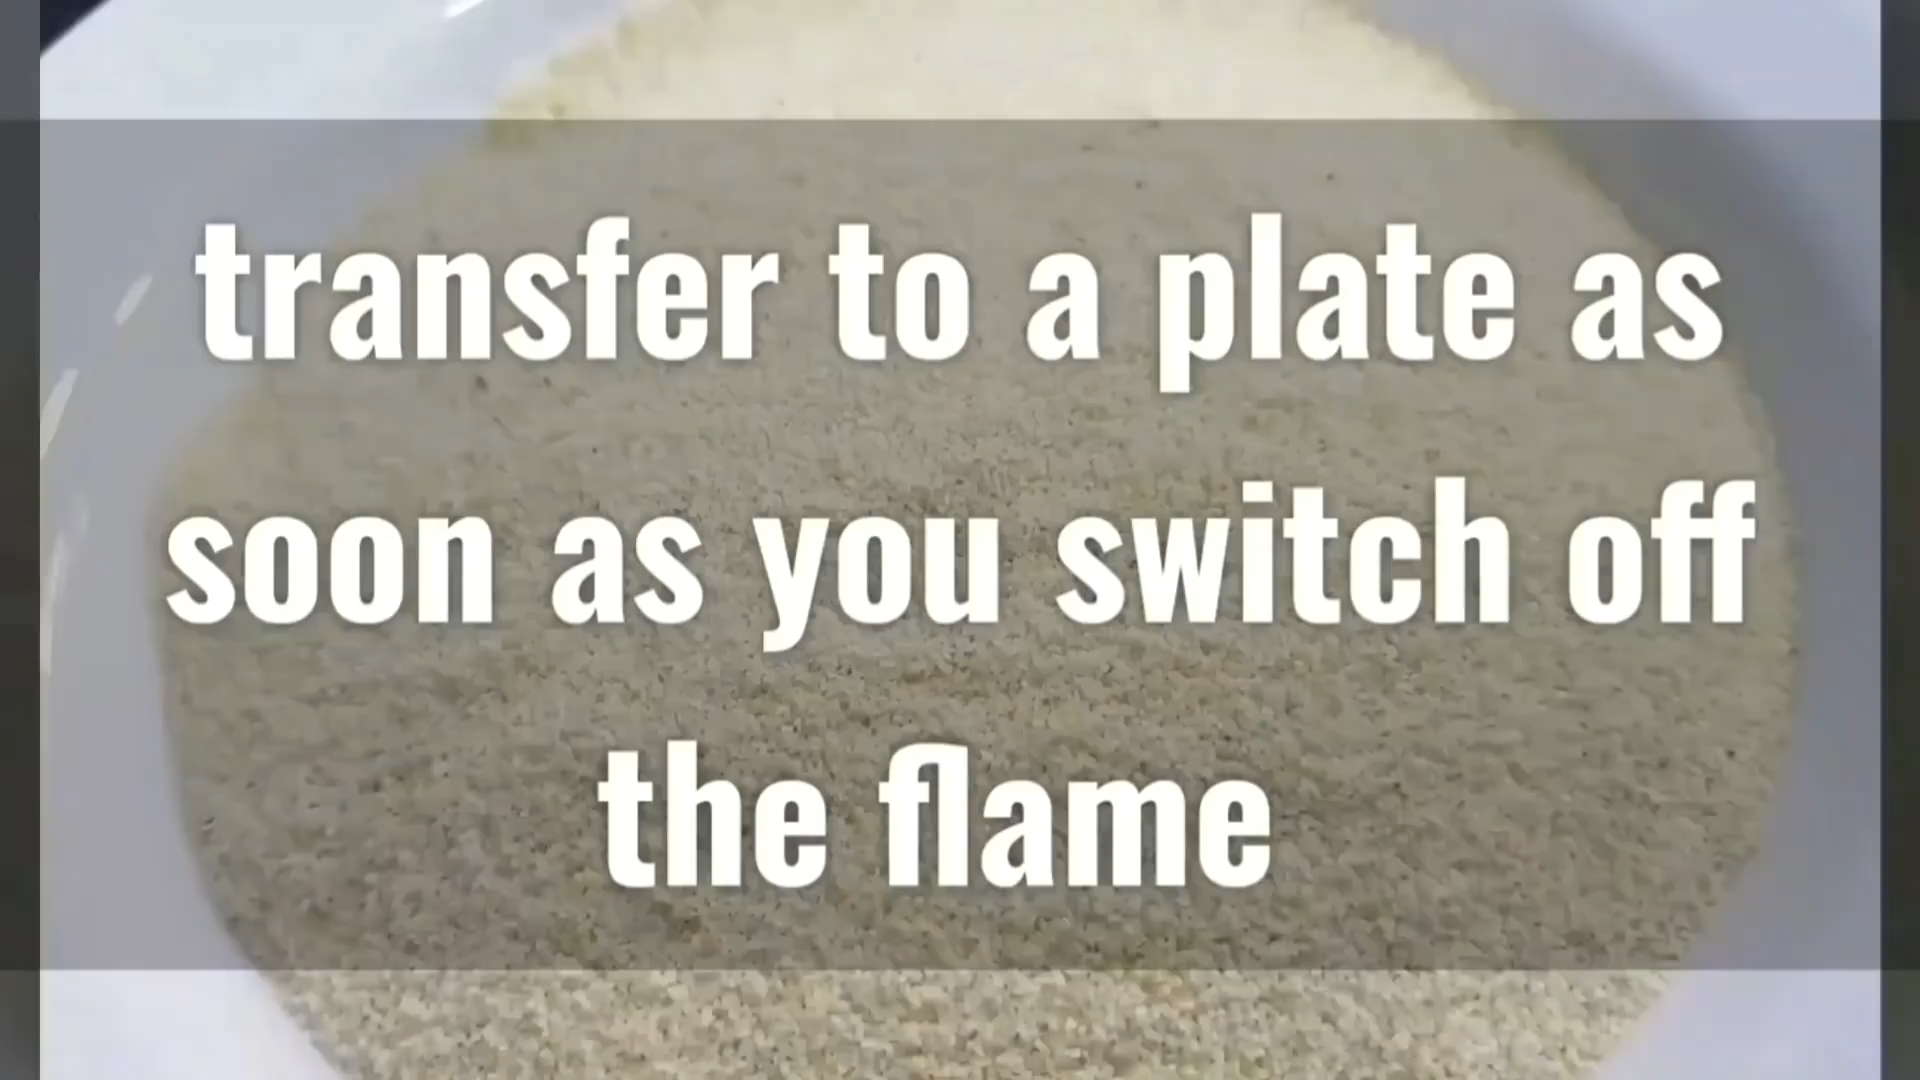 transfer to a plate as
soon as you switch off
the flame